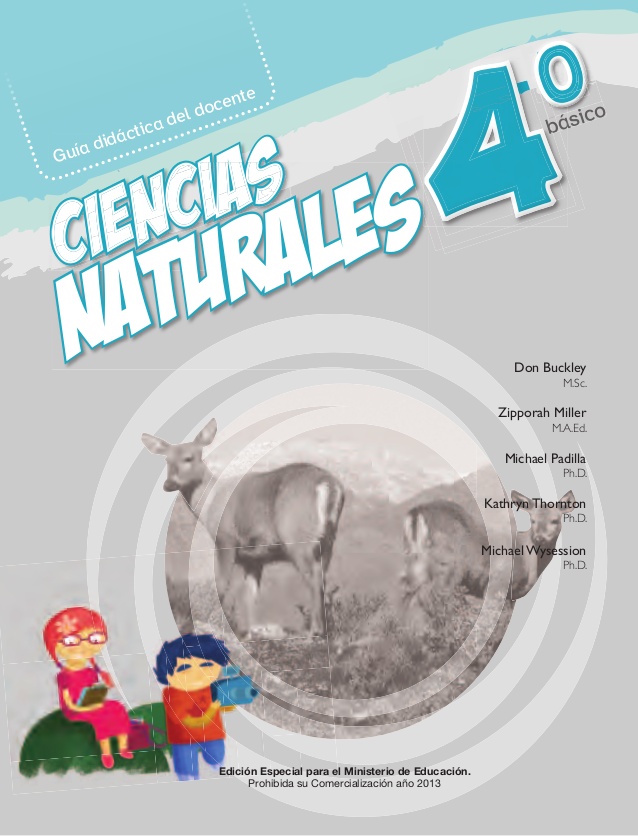 Guía didáctica del docente
CIENCIAS
NATURALES
4º
básico
Don Buckley
M.Sc.
Zipporah Miller
M.A.Ed.
Michael Padilla
Ph.D.
Kathryn Thornton
Ph.D.
Michael Wysession
Ph.D.
Edición Especial para el Ministerio de Educación.
Prohibida su Comercialización año 2013